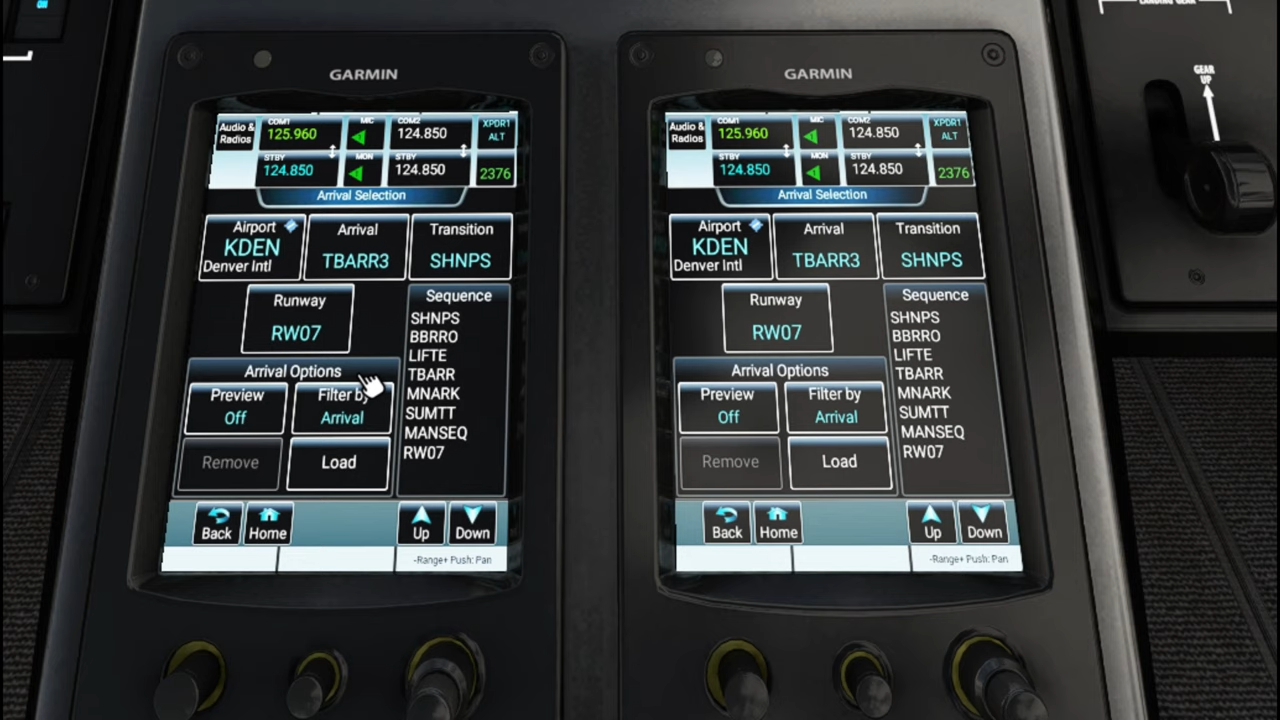 ON
LANDING GEAR
GEAR
UP
GARMIN
Audio &
Radios
COM1
125.960
MIC
COM2
124.850
XPDR1
ALT
STBY
124.850
MON
STBY
124.850
2376
Arrival Selection
Airport
KDEN
Denver Intl
Arrival
TBARR3
Transition
SHNPS
Runway
RW07
Sequence
SHNPS
BBRRO
LIFTE
TBARR
MNARK
SUMTT
MANSEQ
RW07
Arrival Options
Preview
Off
Filter by
Arrival
Remove
Load
Back
Home
Up
Down
-Range+ Push: Pan
GARMIN
Audio &
Radios
COM1
125.960
MIC
COM2
124.850
XPDR1
ALT
STBY
124.850
MON
STBY
124.850
2376
Arrival Selection
Airport
KDEN
Denver Intl
Arrival
TBARR3
Transition
SHNPS
Runway
RW07
Sequence
SHNPS
BBRRO
LIFTE
TBARR
MNARK
SUMTT
MANSEQ
RW07
Arrival Options
Preview
Off
Filter by
Arrival
Remove
Load
Back
Home
Up
Down
-Range+ Push: Pan